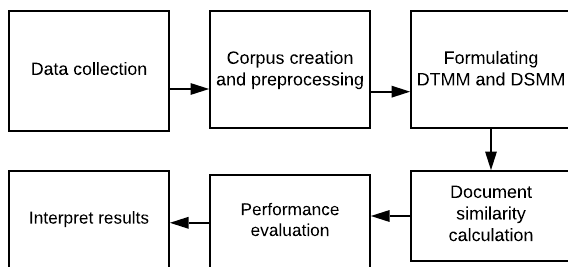 Data collection
Corpus creation
and preprocessing
Formulating
DTMM and DSMM
Document
similarity
calculation
Performance
evaluation
Interpret results